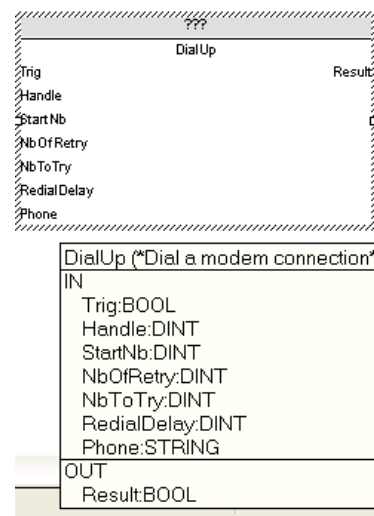 ???
DialUp
Trig Result
Handle
StartNb
NbOfRetry
NbToTry
RedialDelay
Phone
DialUp (*Dial a modem connection*
IN
Trig:BOOL
Handle:DINT
StartNb:DINT
NbOfRetry:DINT
NbToTry:DINT
RedialDelay:DINT
Phone:STRING
OUT
Result:BOOL